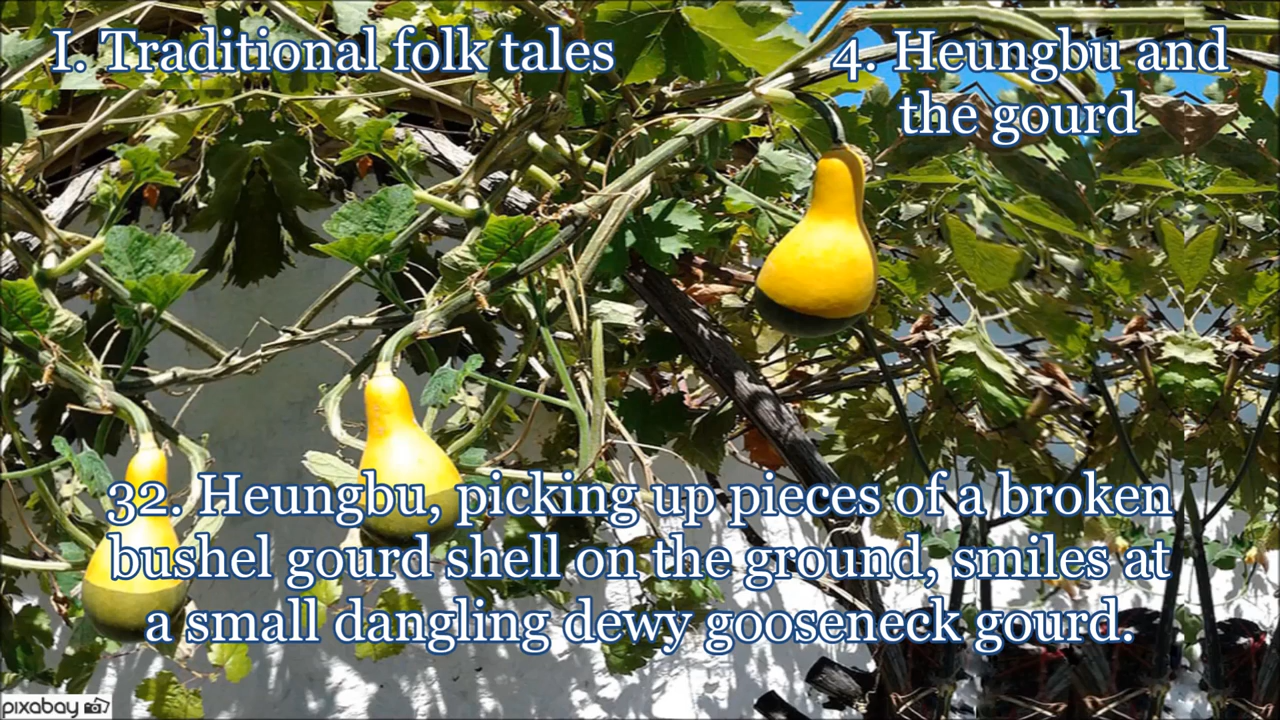 I. Traditional folk tales
4. Heungbu and
the gourd
32. Heungbu, picking up pieces of a broken
bushel gourd shell on the ground, smiles at
a small dangling dewy gooseneck gourd.
pixabay